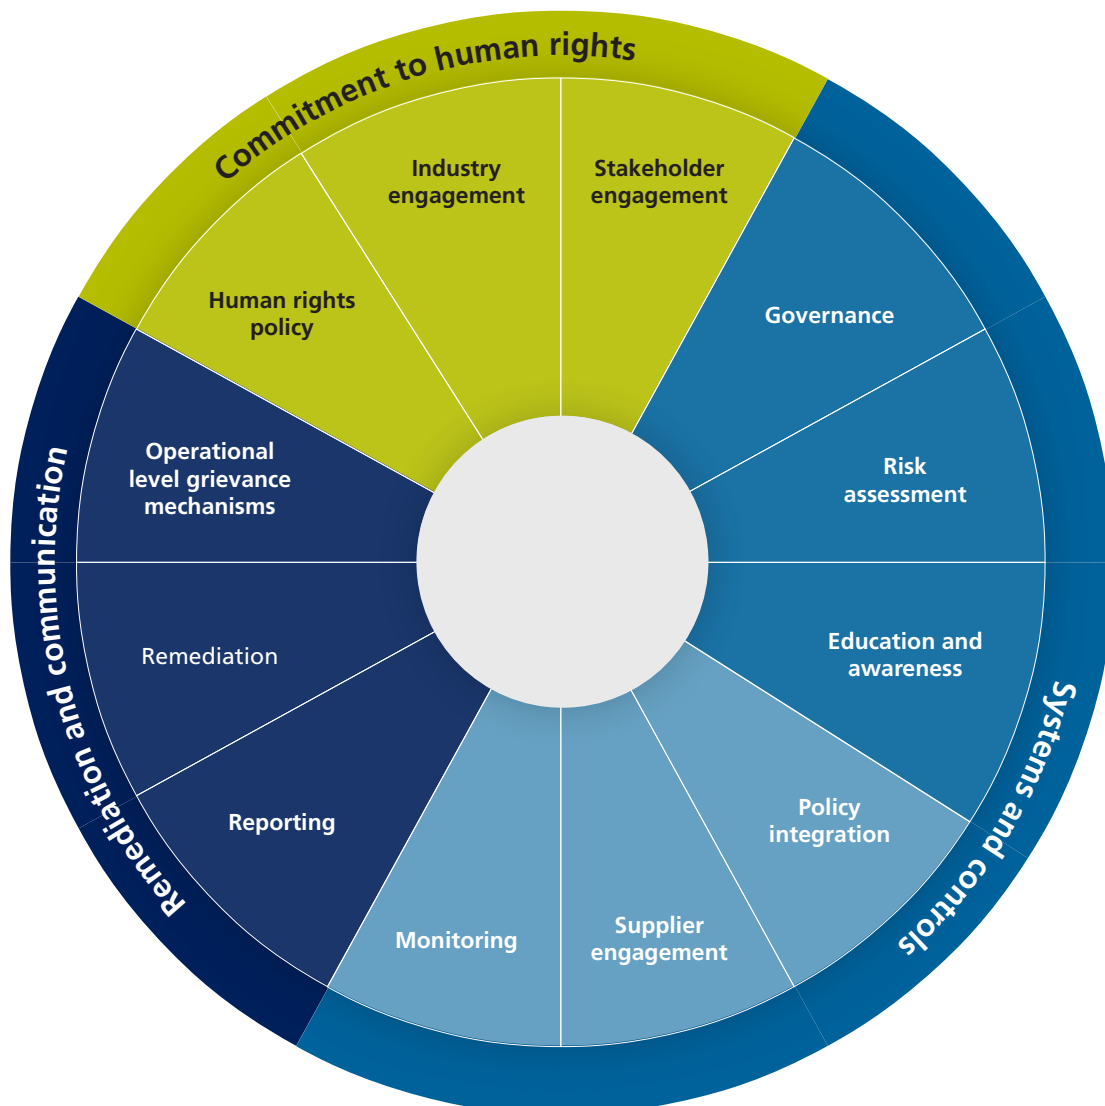 Commitment to human rights
Industry
engagement
Stakeholder
engagement
Human rights
policy
Governance
Operational
level grievance
mechanisms
Risk
assessment
Remediation
Education and
awareness
Reporting
Policy
integration
Monitoring
Supplier
engagement
Remediation and communication
Systems and controls